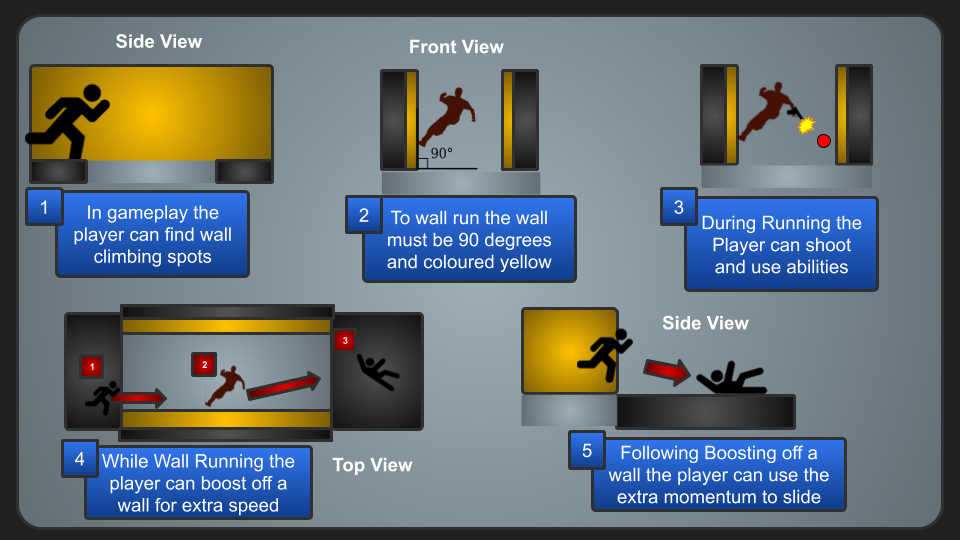 Side View
Front View
90°
1
In gameplay the
player can find wall
climbing spots
2
To wall run the wall
must be 90 degrees
and coloured yellow
3
During Running the
Player can shoot
and use abilities
1
2
3
4
While Wall Running the
player can boost off a
wall for extra speed
Top View
Side View
5
Following Boosting off a
wall the player can use the
extra momentum to slide